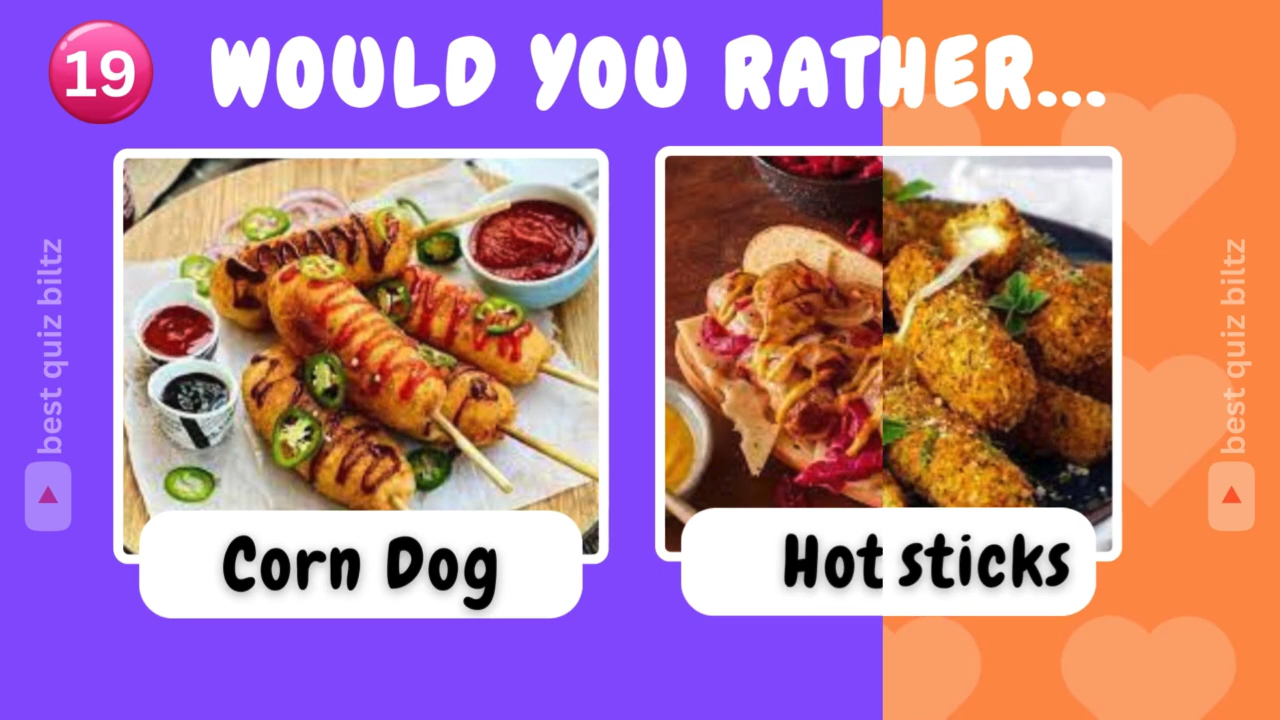 19
WOULD YOU RATHER...
best quiz biltz
best quiz biltz
Corn Dog
Hot sticks